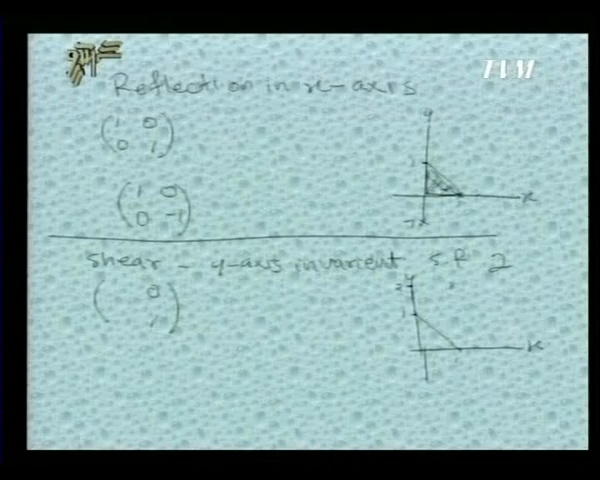 TVM
Reflection in x-axis
( 1 0
0 1 )
y
1
x
-1
( 1 0
0 -1 )
shear - y-axis invarient S.F 2
( 0
1 )
y
2
1
x